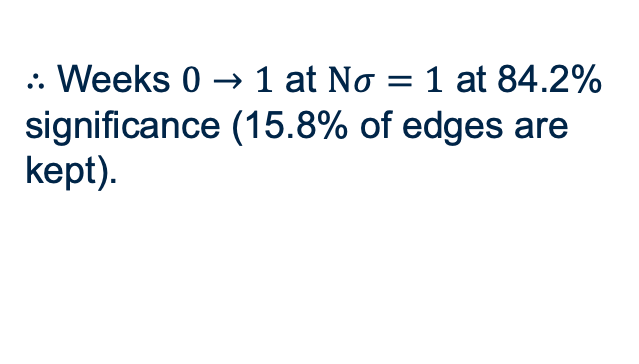 ∴ Weeks 0 → 1 at Nσ = 1 at 84.2%
significance (15.8% of edges are
kept).